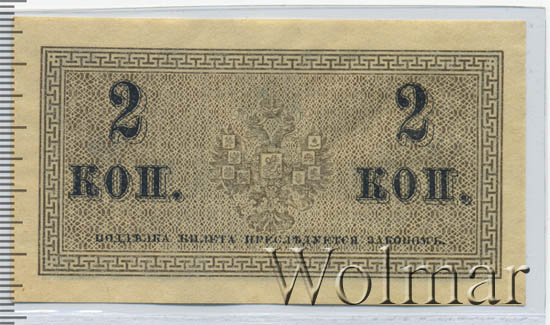 2 2
КОП. КОП.
ПОДДѢЛКА БИЛЕТА ПРЕСЛѢДУЕТСЯ ЗАКОНОМЪ.
Wolmar